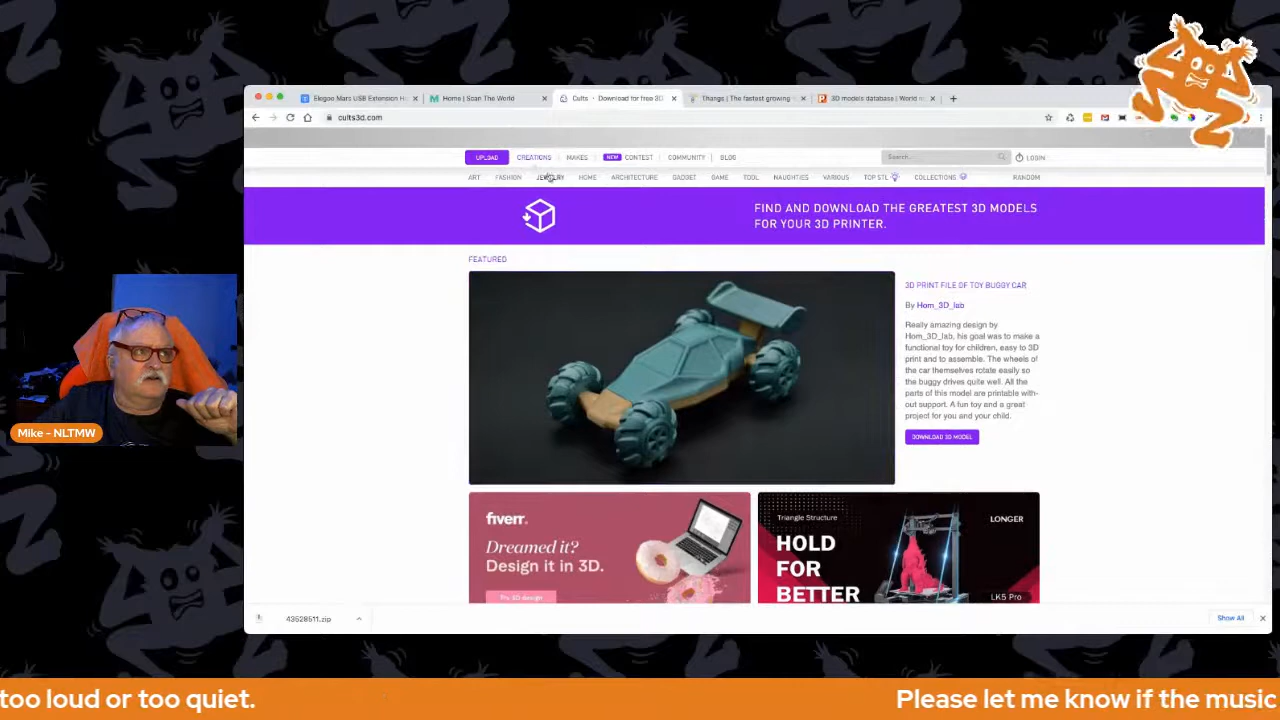 Elegoo Mars USB Extension H
Home | Scan The World
Cults · Download for free 3D
Thangs | The fastest growing
3D models database | World
cults3d.com
UPLOAD CREATIONS MAKES NEW CONTEST COMMUNITY BLOG Search... LOGIN
ART FASHION JEWELRY HOME ARCHITECTURE GADGET GAME TOOL NAUGHTIES VARIOUS TOP STL COLLECTIONS RANDOM
FIND AND DOWNLOAD THE GREATEST 3D MODELS
FOR YOUR 3D PRINTER.
FEATURED
3D PRINT FILE OF TOY BUGGY CAR
By Hom_3D_lab
Really amazing design by
Hom_3D_lab, his goal was to make a
functional toy for children, easy to 3D
print and to assemble. The wheels of
the car themselves rotate easily so
the buggy drives quite well. All the
parts of this model are printable with-
out support. A fun toy and a great
project for you and your child.
DOWNLOAD 3D MODEL
fiverr.
Dreamed it?
Design it in 3D.
Try 3D design
Triangle Structure
LONGER
HOLD
FOR
BETTER
LK5 Pro
Mike - NLTMW
43528511.zip
Show All
too loud or too quiet. Please let me know if the music